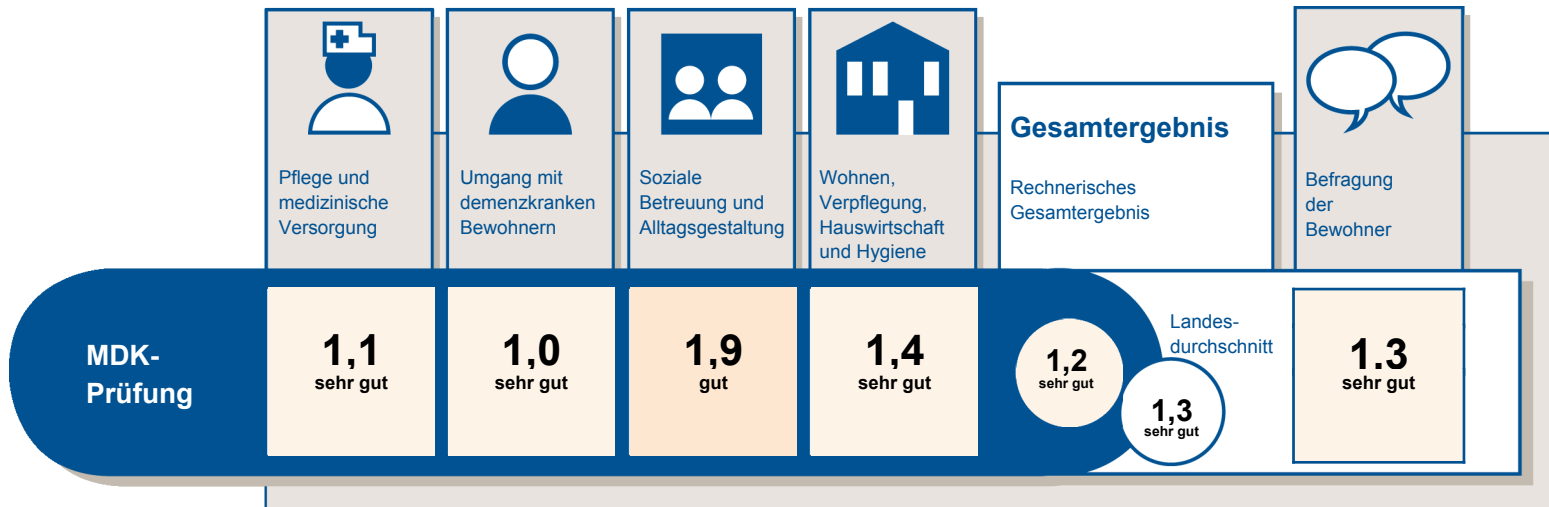 Pflege und
medizinische
Versorgung
Umgang mit
demenzkranken
Bewohnern
Soziale
Betreuung und
Alltagsgestaltung
Wohnen,
Verpflegung,
Hauswirtschaft
und Hygiene
Gesamtergebnis
Rechnerisches
Gesamtergebnis
Befragung
der
Bewohner
MDK-
Prüfung
1,1
sehr gut
1,0
sehr gut
1,9
gut
1,4
sehr gut
1,2
sehr gut
Landes-
durchschnitt
1,3
sehr gut
1.3
sehr gut